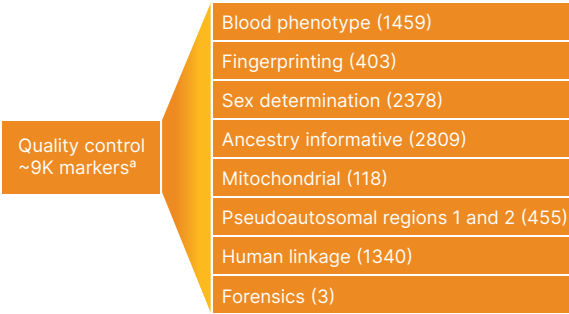 Quality control
~9K markersᵃ
Blood phenotype (1459)
Fingerprinting (403)
Sex determination (2378)
Ancestry informative (2809)
Mitochondrial (118)
Pseudoautosomal regions 1 and 2 (455)
Human linkage (1340)
Forensics (3)